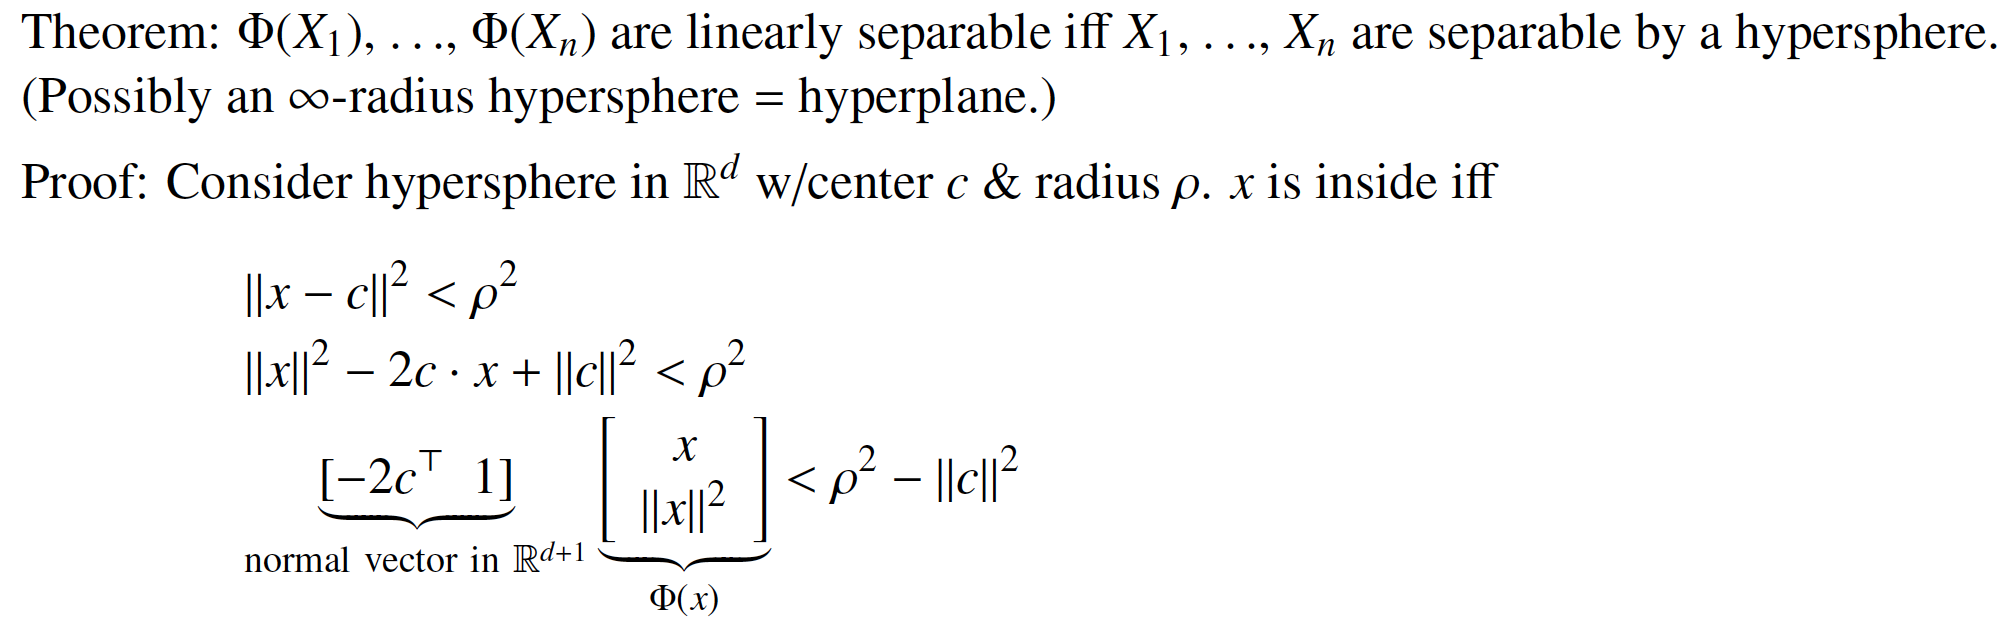 Theorem: Φ(X₁), . . ., Φ(Xₙ) are linearly separable iff X₁, . . ., Xₙ are separable by a hypersphere.
(Possibly an ∞-radius hypersphere = hyperplane.)
Proof: Consider hypersphere in ℝᵈ w/center c & radius ρ. x is inside iff
‖x − c‖² < ρ²
‖x‖² − 2c · x + ‖c‖² < ρ²
[−2c⊤ 1] [ x ‖x‖² ] < ρ² − ‖c‖²
normal vector in ℝᵈ⁺¹
Φ(x)